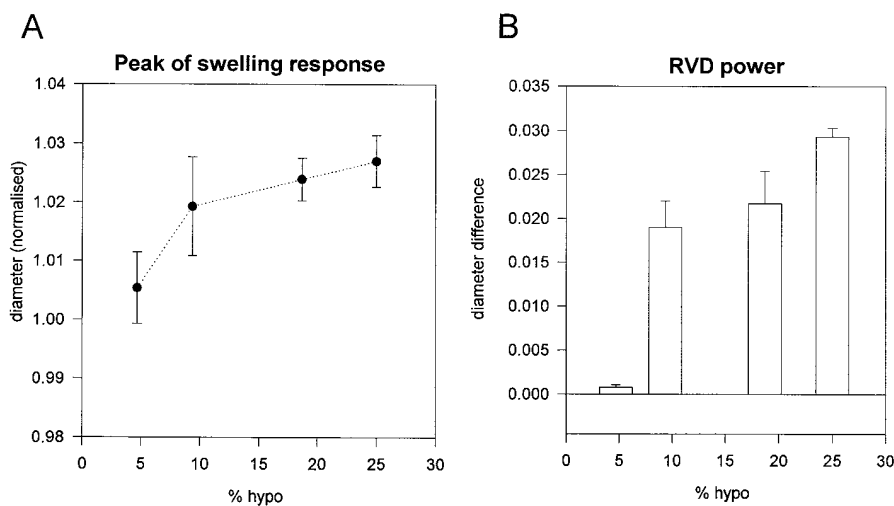 A
Peak of swelling response
1.04
1.03
1.02
1.01
1.00
0.99
0.98
diameter (normalised)
0 5 10 15 20 25 30
% hypo
B
RVD power
0.035
0.030
0.025
0.020
0.015
0.010
0.005
0.000
diameter difference
0 5 10 15 20 25 30
% hypo